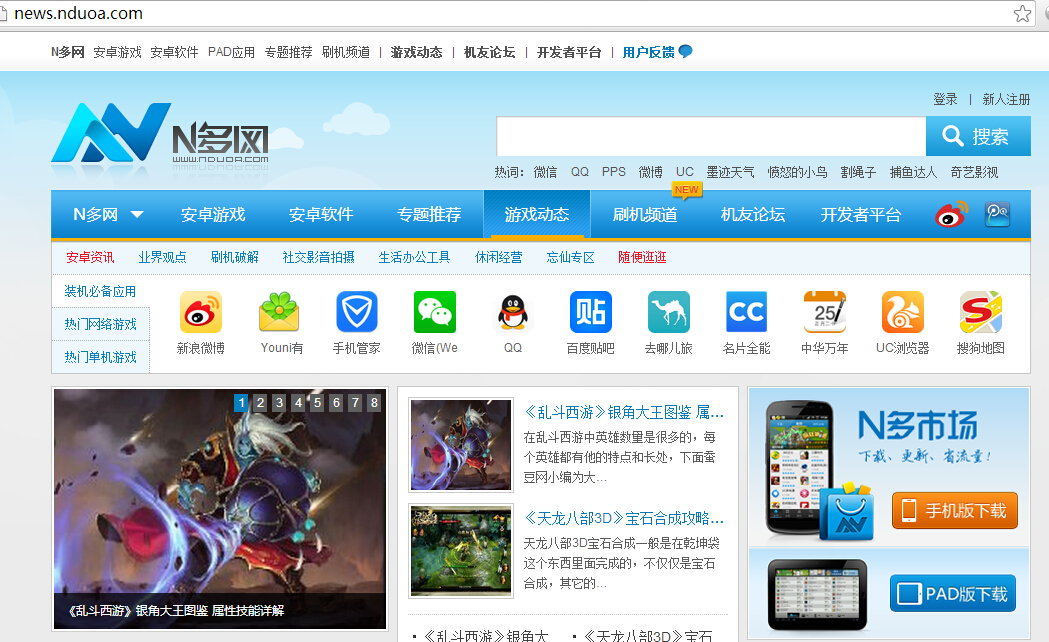 news.nduoa.com
N多网 安卓游戏 安卓软件 PAD应用 专题推荐 刷机频道 | 游戏动态 | 机友论坛 | 开发者平台 | 用户反馈
登录 | 新人注册
N多网
WWW.NDUOA.COM
搜索
热词： 微信 QQ PPS 微博 UC 墨迹天气 愤怒的小鸟 割绳子 捕鱼达人 奇艺影视
NEW
N多网 安卓游戏 安卓软件 专题推荐 游戏动态 刷机频道 机友论坛 开发者平台
安卓资讯 业界观点 刷机破解 社交影音拍摄 生活办公工具 休闲经营 忘仙专区 随便逛逛
装机必备应用
热门网络游戏
热门单机游戏
贴 CC 25 S
新浪微博 Youni有 手机管家 微信(We QQ 百度贴吧 去哪儿旅 名片全能 中华万年 UC浏览器 搜狗地图
1 2 3 4 5 6 7 8
《乱斗西游》银角大王图鉴 属性技能详解
《乱斗西游》银角大王图鉴 属...
在乱斗西游中英雄数量是很多的，每
个英雄都有他的特点和长处，下面蚕
豆网小编为大...
《天龙八部3D》宝石合成攻略...
天龙八部3D宝石合成一般是在乾坤袋
这个东西里面完成的，不仅仅是宝石
合成，其它的...
· 《乱斗西游》银角大 · 《天龙八部3D》宝石
N多市场
下载、更新、省流量！
手机版下载
PAD版下载